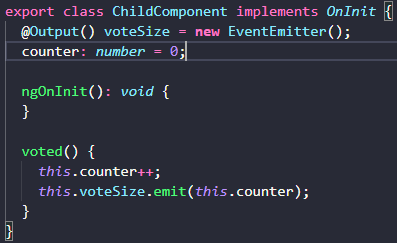 export class ChildComponent implements OnInit {
  @Output() voteSize = new EventEmitter();
  counter: number = 0;

  ngOnInit(): void {
  }

  voted() {
    this.counter++;
    this.voteSize.emit(this.counter);
  }
}